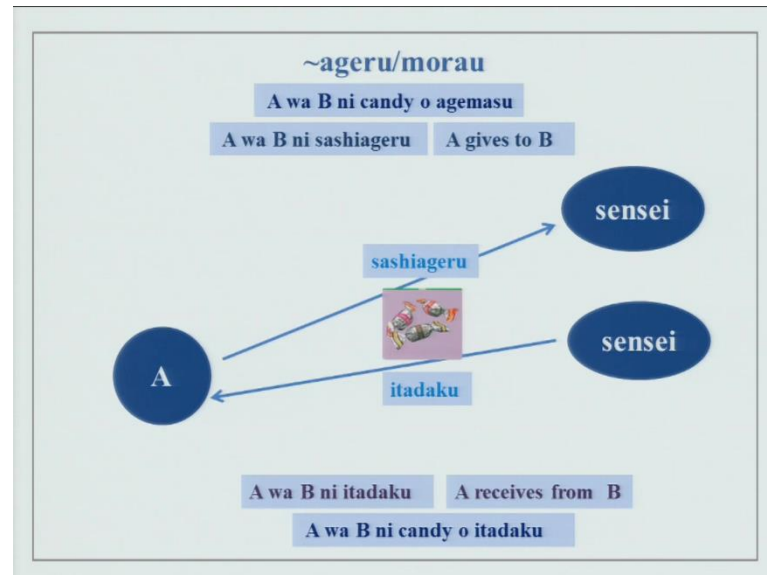 ~ageru/morau
A wa B ni candy o agemasu
A wa B ni sashiageru
A gives to B
sensei
sashiageru
sensei
A
itadaku
A wa B ni itadaku
A receives from B
A wa B ni candy o itadaku